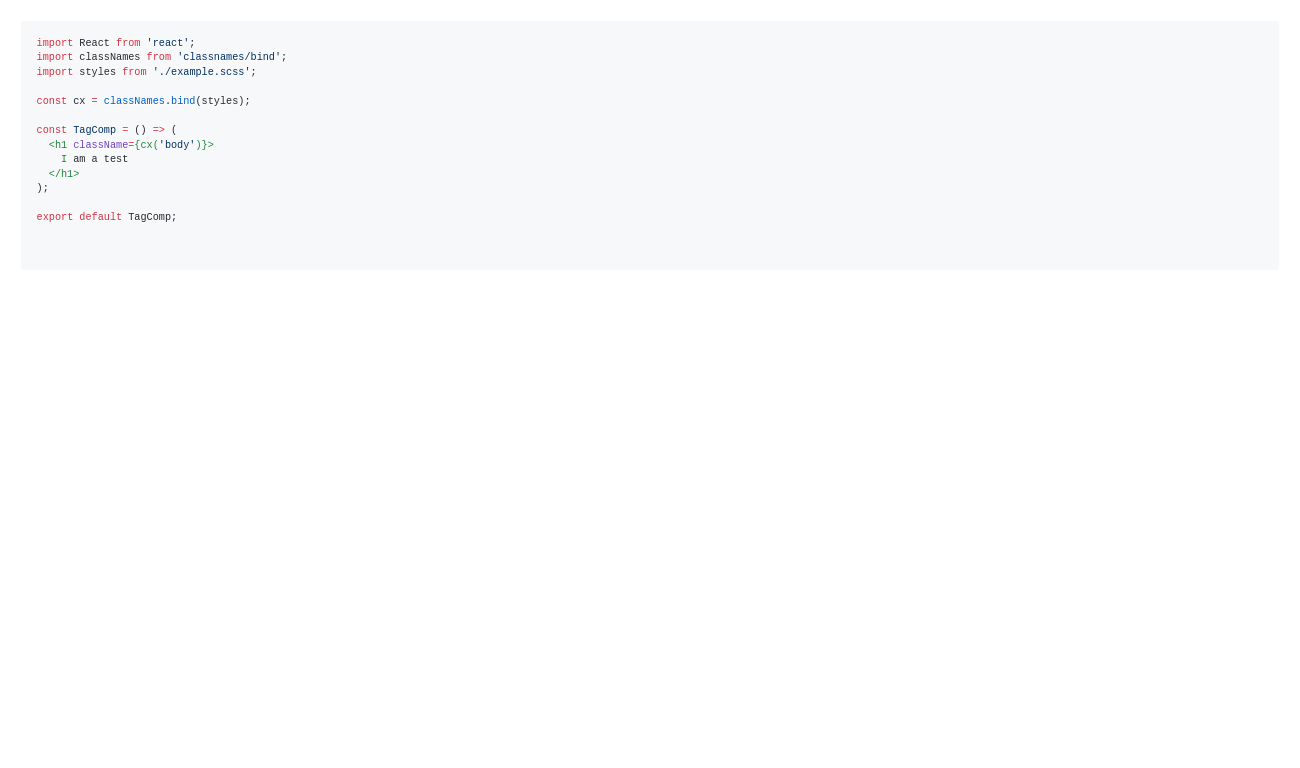 import React from 'react';
import classNames from 'classnames/bind';
import styles from './example.scss';

const cx = classNames.bind(styles);

const TagComp = () => (
  <h1 className={cx('body')}>
    I am a test
  </h1>
);

export default TagComp;